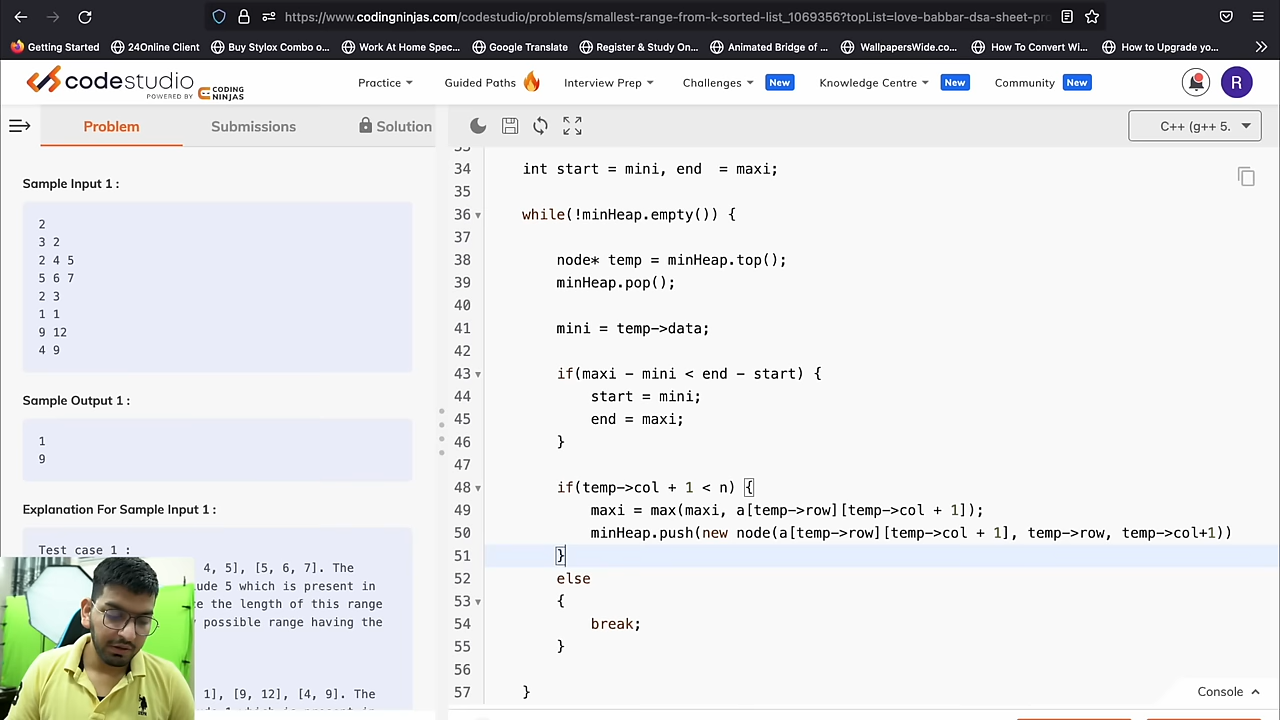 https://www.codingninjas.com/codestudio/problems/smallest-range-from-k-sorted-list_1069356?topList=love-babbar-dsa-sheet-pro
Getting Started 24Online Client Buy Stylox Combo o... Work At Home Spec... Google Translate Register & Study On... Animated Bridge of ... WallpapersWide.co... How To Convert Wi... How to Upgrade yo...
codestudio
POWERED BY CODING NINJAS
Practice Guided Paths Interview Prep Challenges New Knowledge Centre New Community New R
Problem Submissions Solution C++ (g++ 5.
Sample Input 1 :
2
3 2
2 4 5
5 6 7
2 3
1 1
9 12
4 9
Sample Output 1 :
1
9
Explanation For Sample Input 1 :
Test case 1 :
4, 5], [5, 6, 7]. The
ude 5 which is present in
e the length of this range
possible range having the
1], [9, 12], [4, 9]. The
33
34 int start = mini, end  = maxi;
35
36 while(!minHeap.empty()) {
37
38 node* temp = minHeap.top();
39 minHeap.pop();
40
41 mini = temp->data;
42
43 if(maxi - mini < end - start) {
44 start = mini;
45 end = maxi;
46 }
47
48 if(temp->col + 1 < n) {
49 maxi = max(maxi, a[temp->row][temp->col + 1]);
50 minHeap.push(new node(a[temp->row][temp->col + 1], temp->row, temp->col+1))
51 }
52 else
53 {
54 break;
55 }
56
57 }
Console